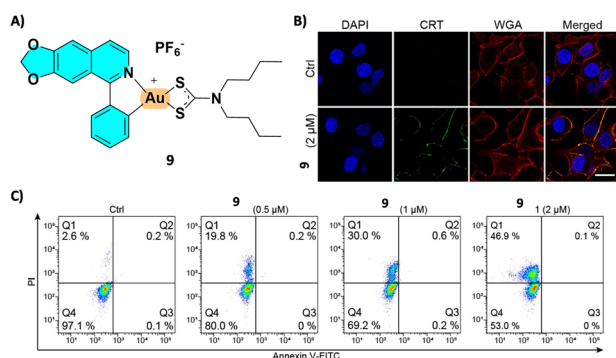 A)
PF6-
O
O
N
+
Au
S
S
N
9
B)
DAPI CRT WGA Merged
Ctrl
9 (2 μM)
C)
Ctrl 9 (0.5 μM) 9 (1 μM) 9 1 (2 μM)
Q1 2.6 % Q2 0.2 %
Q4 97.1 % Q3 0.1 %
Q1 19.8 % Q2 0.2 %
Q4 80.0 % Q3 0 %
Q1 30.0 % Q2 0.6 %
Q4 69.2 % Q3 0.2 %
Q1 46.9 % Q2 0.1 %
Q4 53.0 % Q3 0 %
PI
Annexin V-FITC